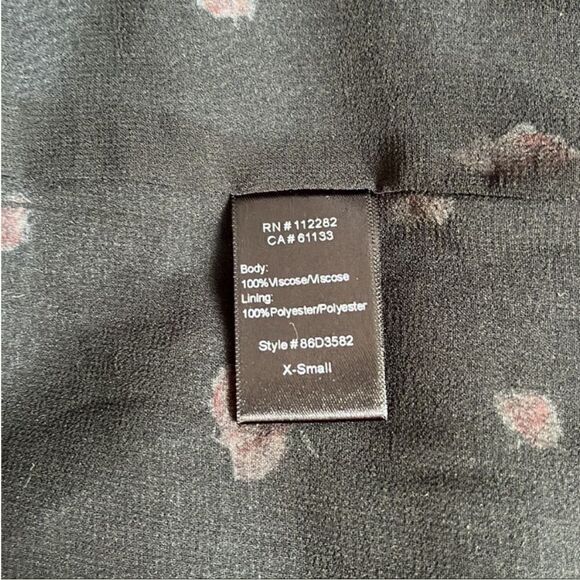 RN # 112282
CA # 61133
Body:
100%Viscose/Viscose
Lining:
100%Polyester/Polyester
Style # 86D3582
X-Small